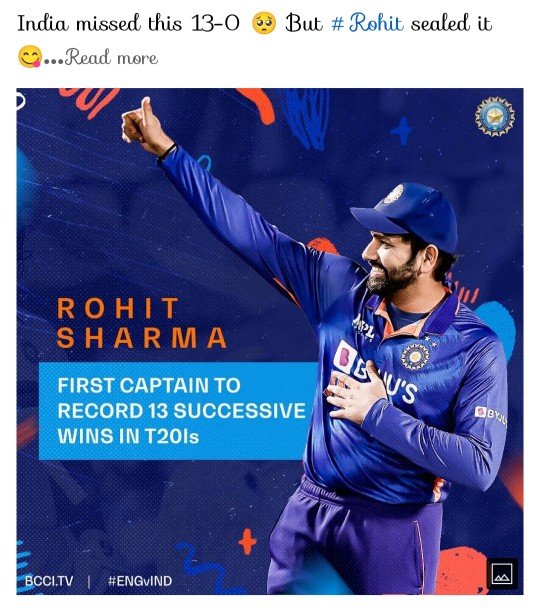 India missed this 13-0 🥺 But # Rohit sealed it
😋...Read more
ROHIT
SHARMA
FIRST CAPTAIN TO
RECORD 13 SUCCESSIVE
WINS IN T20Is
BYJU'S
BYJU
BCCI.TV | #ENGvIND